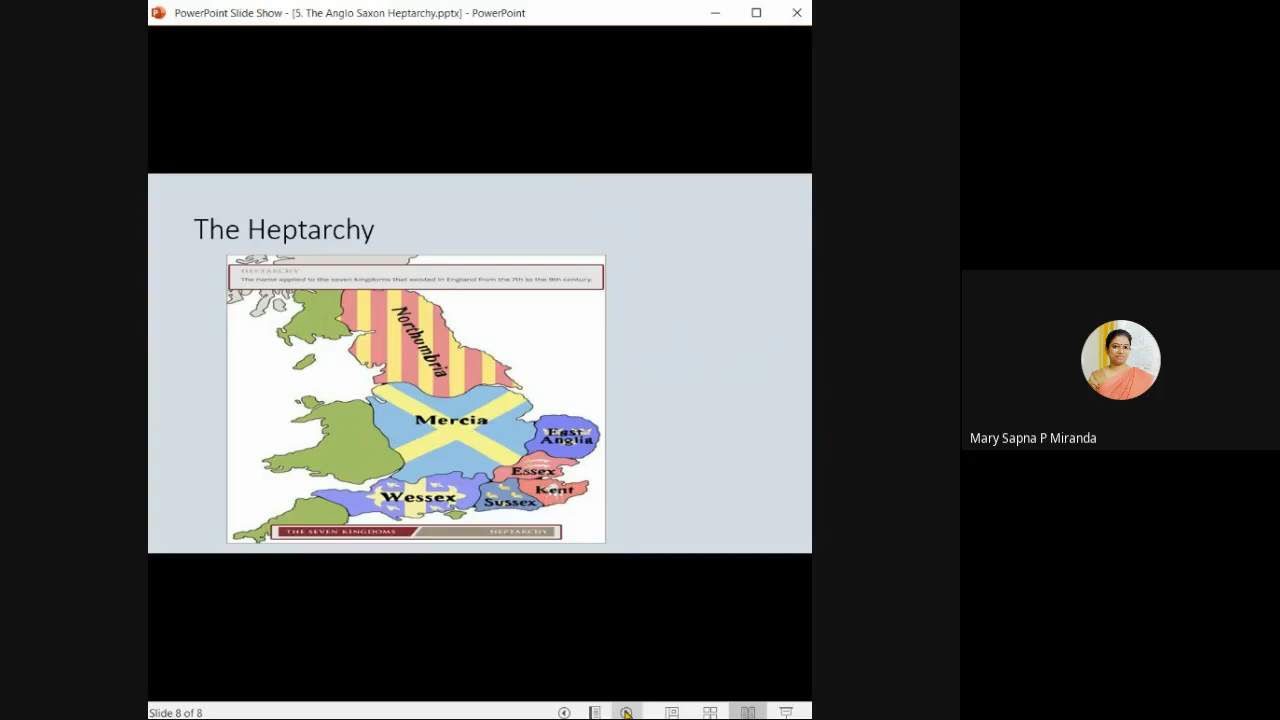 PowerPoint Slide Show - [5. The Anglo Saxon Heptarchy.pptx] - PowerPoint
The Heptarchy
HEPTARCHY
The name applied to the seven kingdoms that existed in England from the 7th to the 9th century.
Northumbria
Mercia
East
Anglia
Essex
Kent
Wessex
Sussex
THE SEVEN KINGDOMS
HEPTARCHY
Mary Sapna P Miranda
Slide 8 of 8